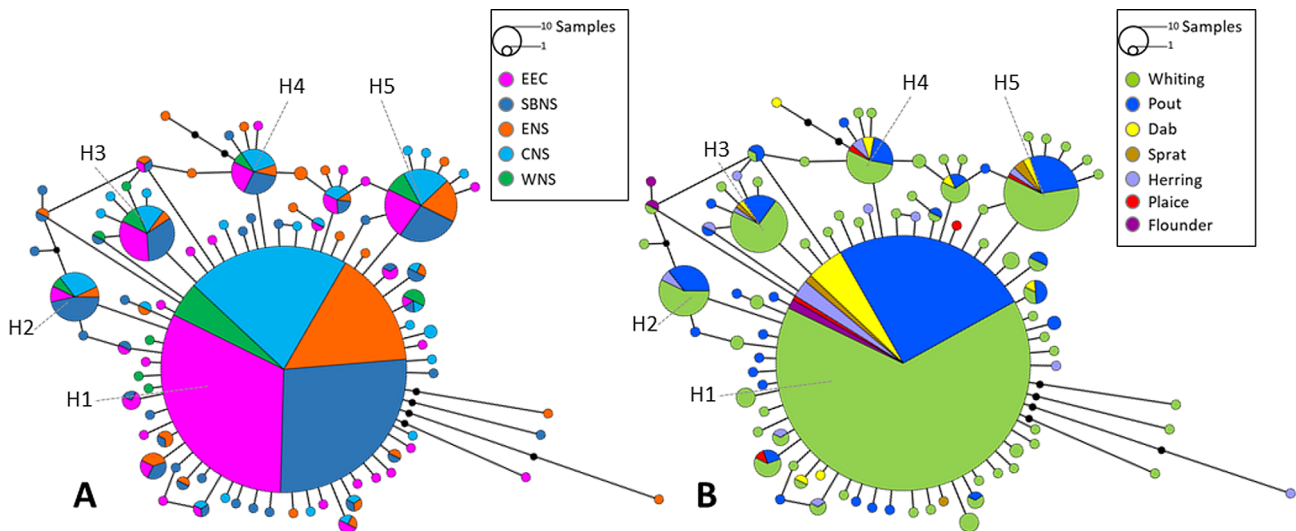 10 Samples
1
EEC
SBNS
ENS
CNS
WNS
H4
H5
H3
H2
H1
A
10 Samples
1
Whiting
Pout
Dab
Sprat
Herring
Plaice
Flounder
H4
H5
H3
H2
H1
B